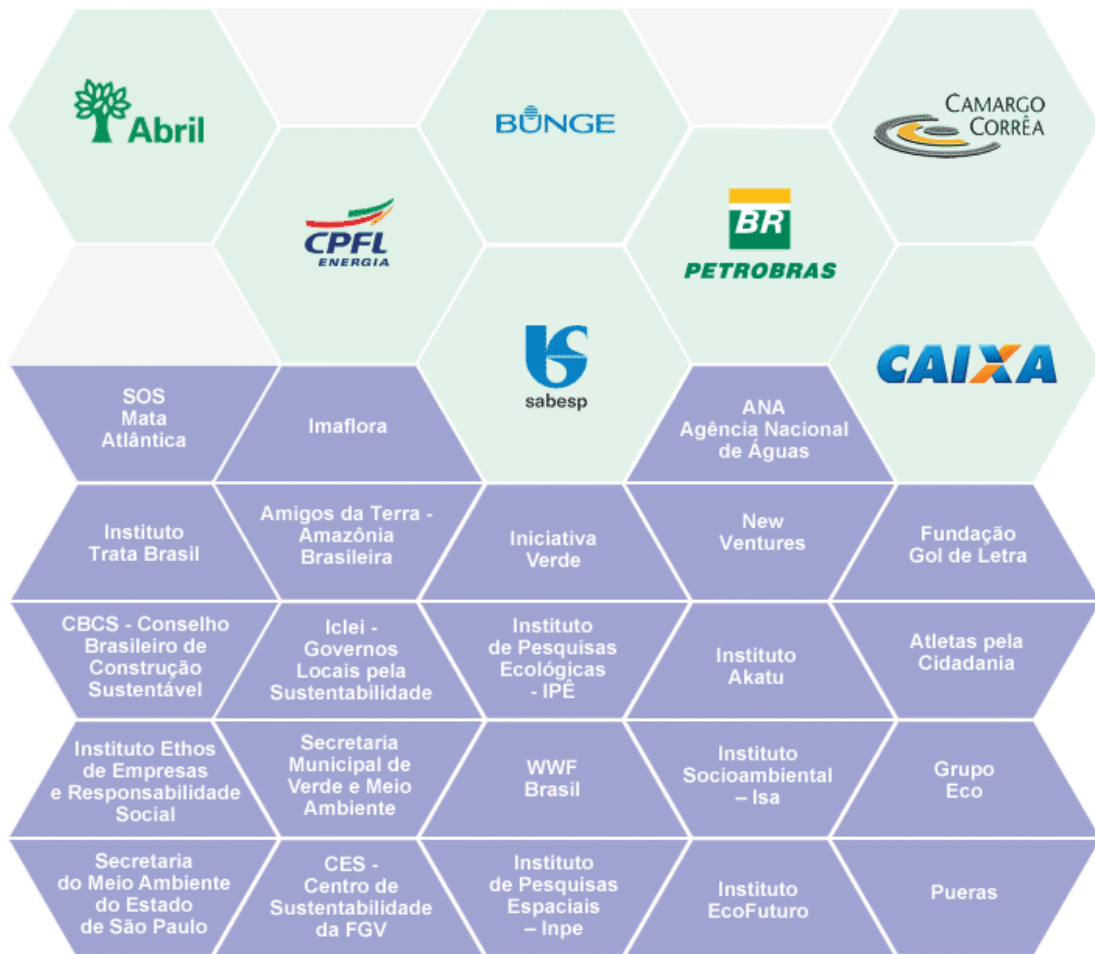 Abril
BUNGE
CAMARGO
CORRÊA
CPFL
ENERGIA
BR
PETROBRAS
sabesp
CAIXA
SOS
Mata
Atlântica
Imaflora
ANA
Agência Nacional
de Águas
Instituto
Trata Brasil
Amigos da Terra -
Amazônia
Brasileira
Iniciativa
Verde
New
Ventures
Fundação
Gol de Letra
CBCS - Conselho
Brasileiro de
Construção
Sustentável
Iclei -
Governos
Locais pela
Sustentabilidade
Instituto
de Pesquisas
Ecológicas
- IPÊ
Instituto
Akatu
Atletas pela
Cidadania
Instituto Ethos
de Empresas
e Responsabilidade
Social
Secretaria
Municipal de
Verde e Meio
Ambiente
WWF
Brasil
Instituto
Socioambiental
– Isa
Grupo
Eco
Secretaria
do Meio Ambiente
do Estado
de São Paulo
CES -
Centro de
Sustentabilidade
da FGV
Instituto
de Pesquisas
Espaciais
– Inpe
Instituto
EcoFuturo
Pueras